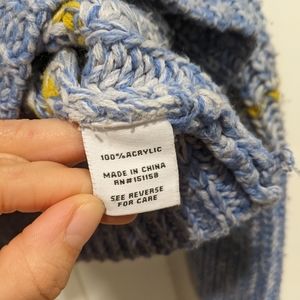 100% ACRYLIC
MADE IN CHINA
RN#151158
SEE REVERSE
FOR CARE